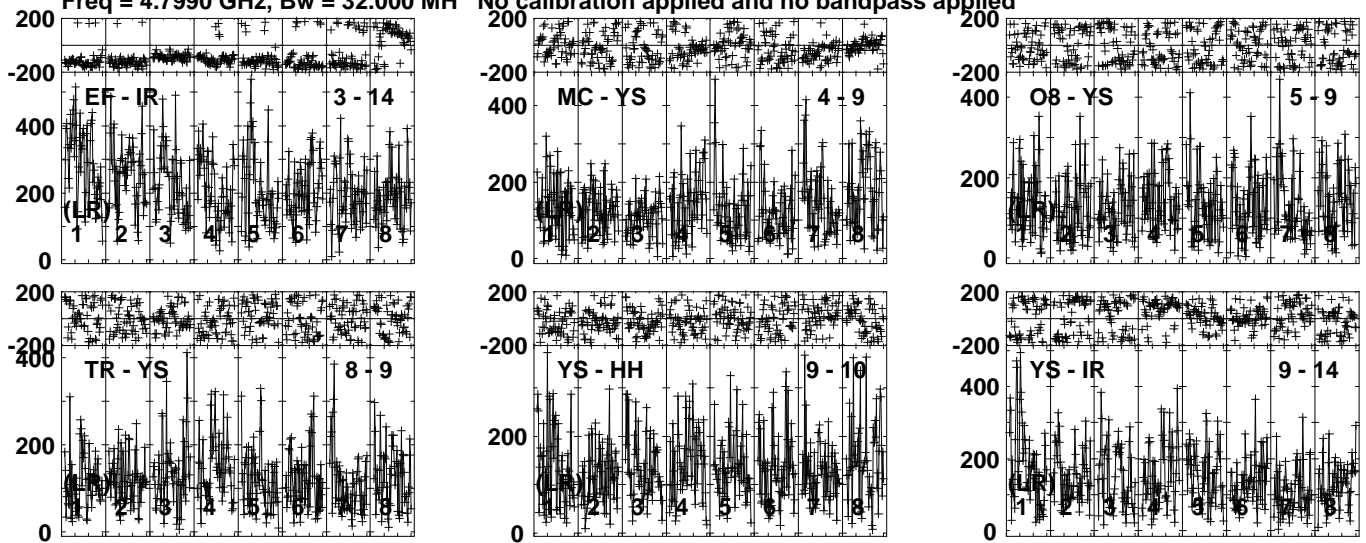 Freq = 4.7990 GHz, Bw = 32.000 MH No calibration applied and no bandpass applied
200
-200
EF - IR 3 - 14
400
200
(LR)
1 2 3 4 5 6 7 8
0
-200
MC - YS 4 - 9
400
200
(LR)
1 2 3 4 5 6 7 8
0
200
-200
O8 - YS 5 - 9
400
200
(LR)
1 2 3 4 5 6 7 8
0
200
-200
400
TR - YS 8 - 9
200
(LR)
1 2 3 4 5 6 7 8
0
200
-200
YS - HH 9 - 10
200
(LR)
1 2 3 4 5 6 7 8
0
200
-200
YS - IR 9 - 14
400
200
(LR)
1 2 3 4 5 6 7 8
0